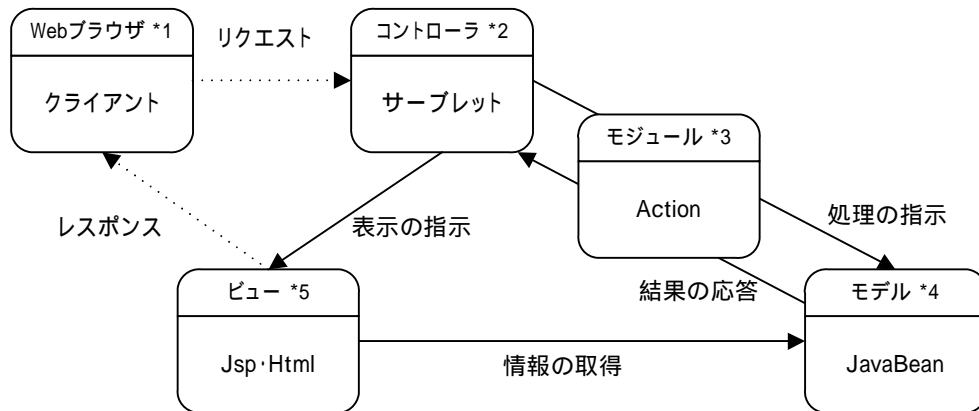 Webブラウザ *1
クライアント
リクエスト
コントローラ *2
サーブレット
モジュール *3
Action
レスポンス
表示の指示
処理の指示
結果の応答
ビュー *5
Jsp･Html
情報の取得
モデル *4
JavaBean